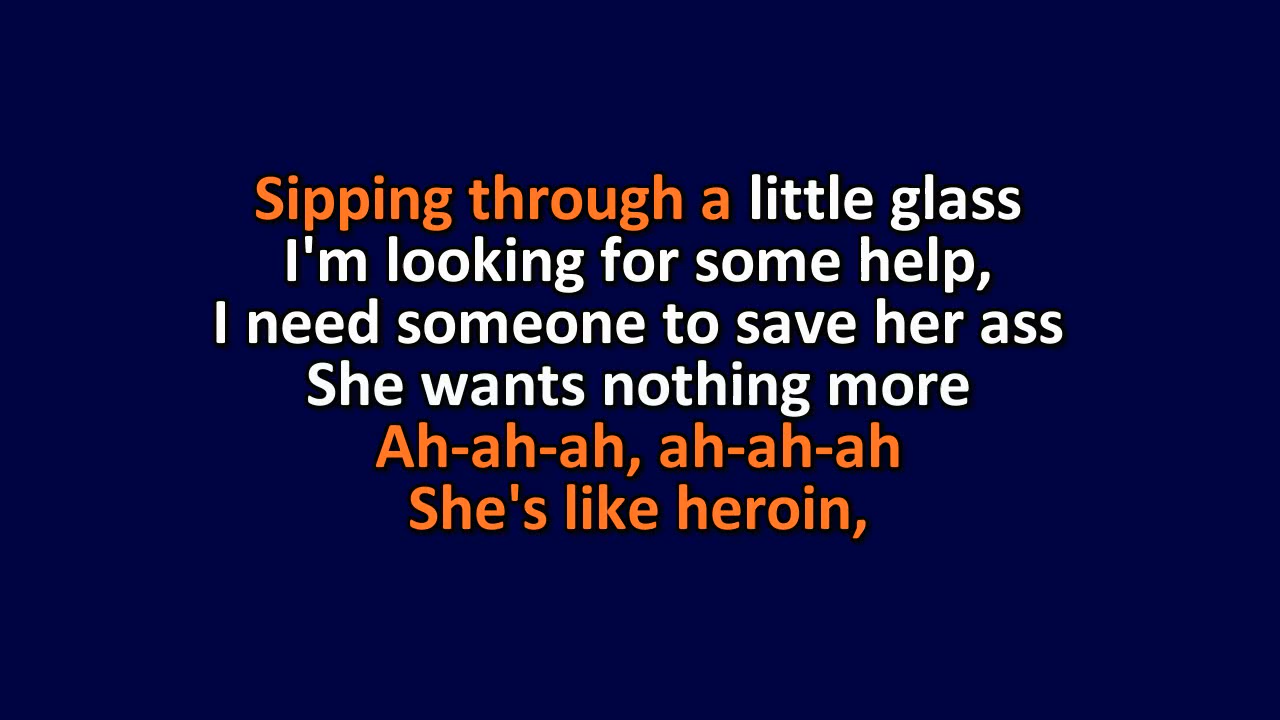 Sipping through a little glass
I'm looking for some help,
I need someone to save her ass
She wants nothing more
Ah-ah-ah, ah-ah-ah
She's like heroin,